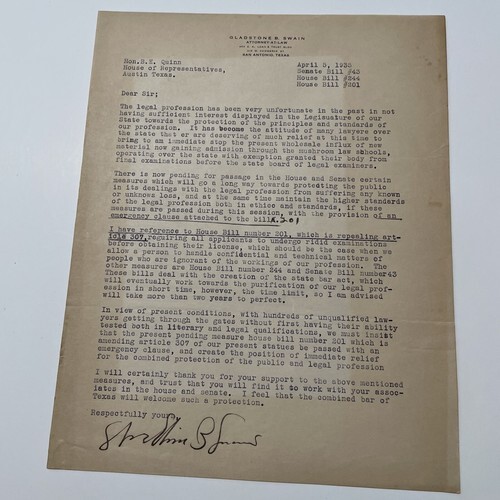 GLADSTONE B. SWAIN
ATTORNEY-AT-LAW
SAN ANTONIO, TEXAS
Hon.B.E. Quinn
House of Representatives,
Austin Texas.
April 5, 1935
Senate Bill #43
House Bill #244
House Bill #201
Dear Sir;
The legal profession has been very unfortunate in the past in not
having sufficient interest displayed in the Legislature of our
State towards the protection of the principles and standards of
our profession. It has become the attitude of many lawyers over
the state that er are deserving of much relief at this time to
bring to am immediate stop the present wholesale influx of new
material now gaining admission through the mushroom law schools,
operating over the state with exemption granted their body from
final examinations before the state board of legal examiners.
There is now pending for passage in the House and Senate certain
measures which will go a long way towards protecting the public
in its dealings with the legal profession from suffering any known
or unknown loss, and at the same time maintain the higher standards
of the legal profession both in ethics and standards, if these
measures are passed during this session, with the provision of an
emergency clause attached to the bill
I have reference to House Bill number 201, which is repealing art-
icle 307, requiring all applicants to undergo ridid examinations
before obtaining their license, which should be the case when we
allow a person to handle confidential and technical matters of
people who are ignorant of the workings of our profession. The
other measures are House Bill number 244 and Senate Bill number43
These bills deal with the creation of the state bar act, which
will eventually work towards the purification of our legal prof-
ession in short time, however, the time limit, so I am advised
will take more than two years to perfect.
In view of present conditions, with hundreds of unqualified law-
yers getting through the gates without first having their ability
tested both in literary and legal qualifications, we must insist
that the present pending measure house bill number 201 which is
amending article 307 of our present statues be passed with an
emergency clause, and create the position of immediate relief
for the combined protection of the public and legal profession
I will certainly thank you for your support to the above mentioned
measures, and trust that you will find it to work with your assoc-
iates in the house and senate. I feel that the combined bar of
Texas will welcome such a protection.
Respectfully your